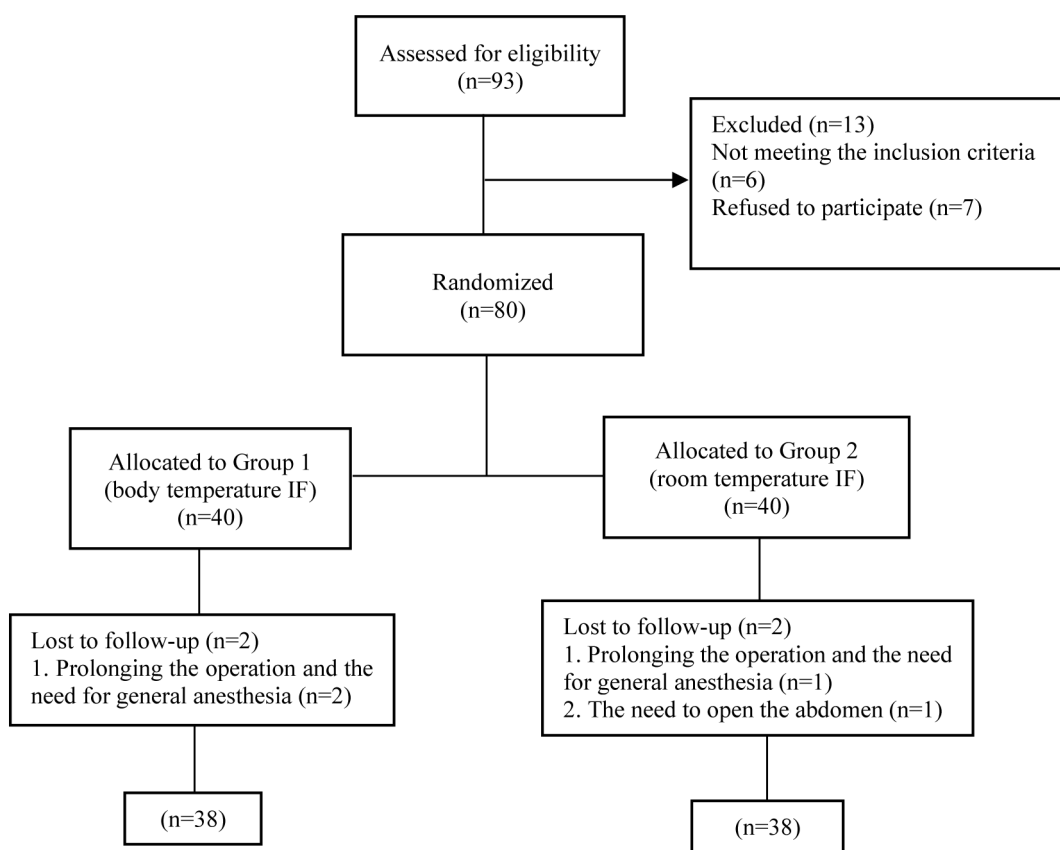 Assessed for eligibility
(n=93)
Excluded (n=13)
Not meeting the inclusion criteria
(n=6)
Refused to participate (n=7)
Randomized
(n=80)
Allocated to Group 1
(body temperature IF)
(n=40)
Allocated to Group 2
(room temperature IF)
(n=40)
Lost to follow-up (n=2)
1. Prolonging the operation and the
need for general anesthesia (n=2)
Lost to follow-up (n=2)
1. Prolonging the operation and the need
for general anesthesia (n=1)
2. The need to open the abdomen (n=1)
(n=38)
(n=38)